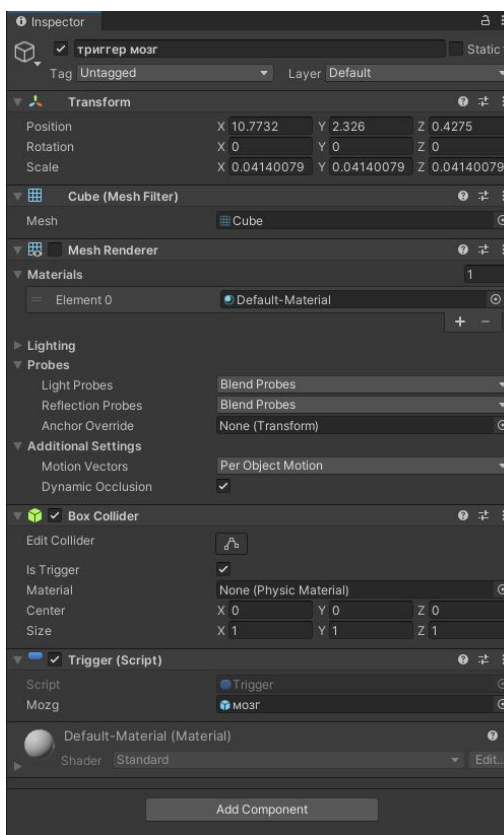 Inspector
триггер мозг Static
Tag Untagged Layer Default
Transform
Position X 10.7732 Y 2.326 Z 0.4275
Rotation X 0 Y 0 Z 0
Scale X 0.04140079 Y 0.04140079 Z 0.04140079
Cube (Mesh Filter)
Mesh Cube
Mesh Renderer
Materials 1
Element 0 Default-Material
+ −
Lighting
Probes
Light Probes Blend Probes
Reflection Probes Blend Probes
Anchor Override None (Transform)
Additional Settings
Motion Vectors Per Object Motion
Dynamic Occlusion
Box Collider
Edit Collider
Is Trigger
Material None (Physic Material)
Center X 0 Y 0 Z 0
Size X 1 Y 1 Z 1
Trigger (Script)
Script Trigger
Mozg мозг
Default-Material (Material)
Shader Standard Edit...
Add Component